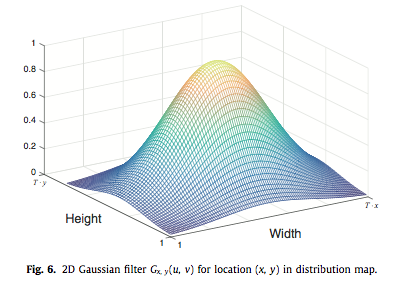 1
0.8
0.6
0.4
0.2
0
T · y
T · x
Height
Width
1 1
Fig. 6. 2D Gaussian filter Gx, y(u, v) for location (x, y) in distribution map.